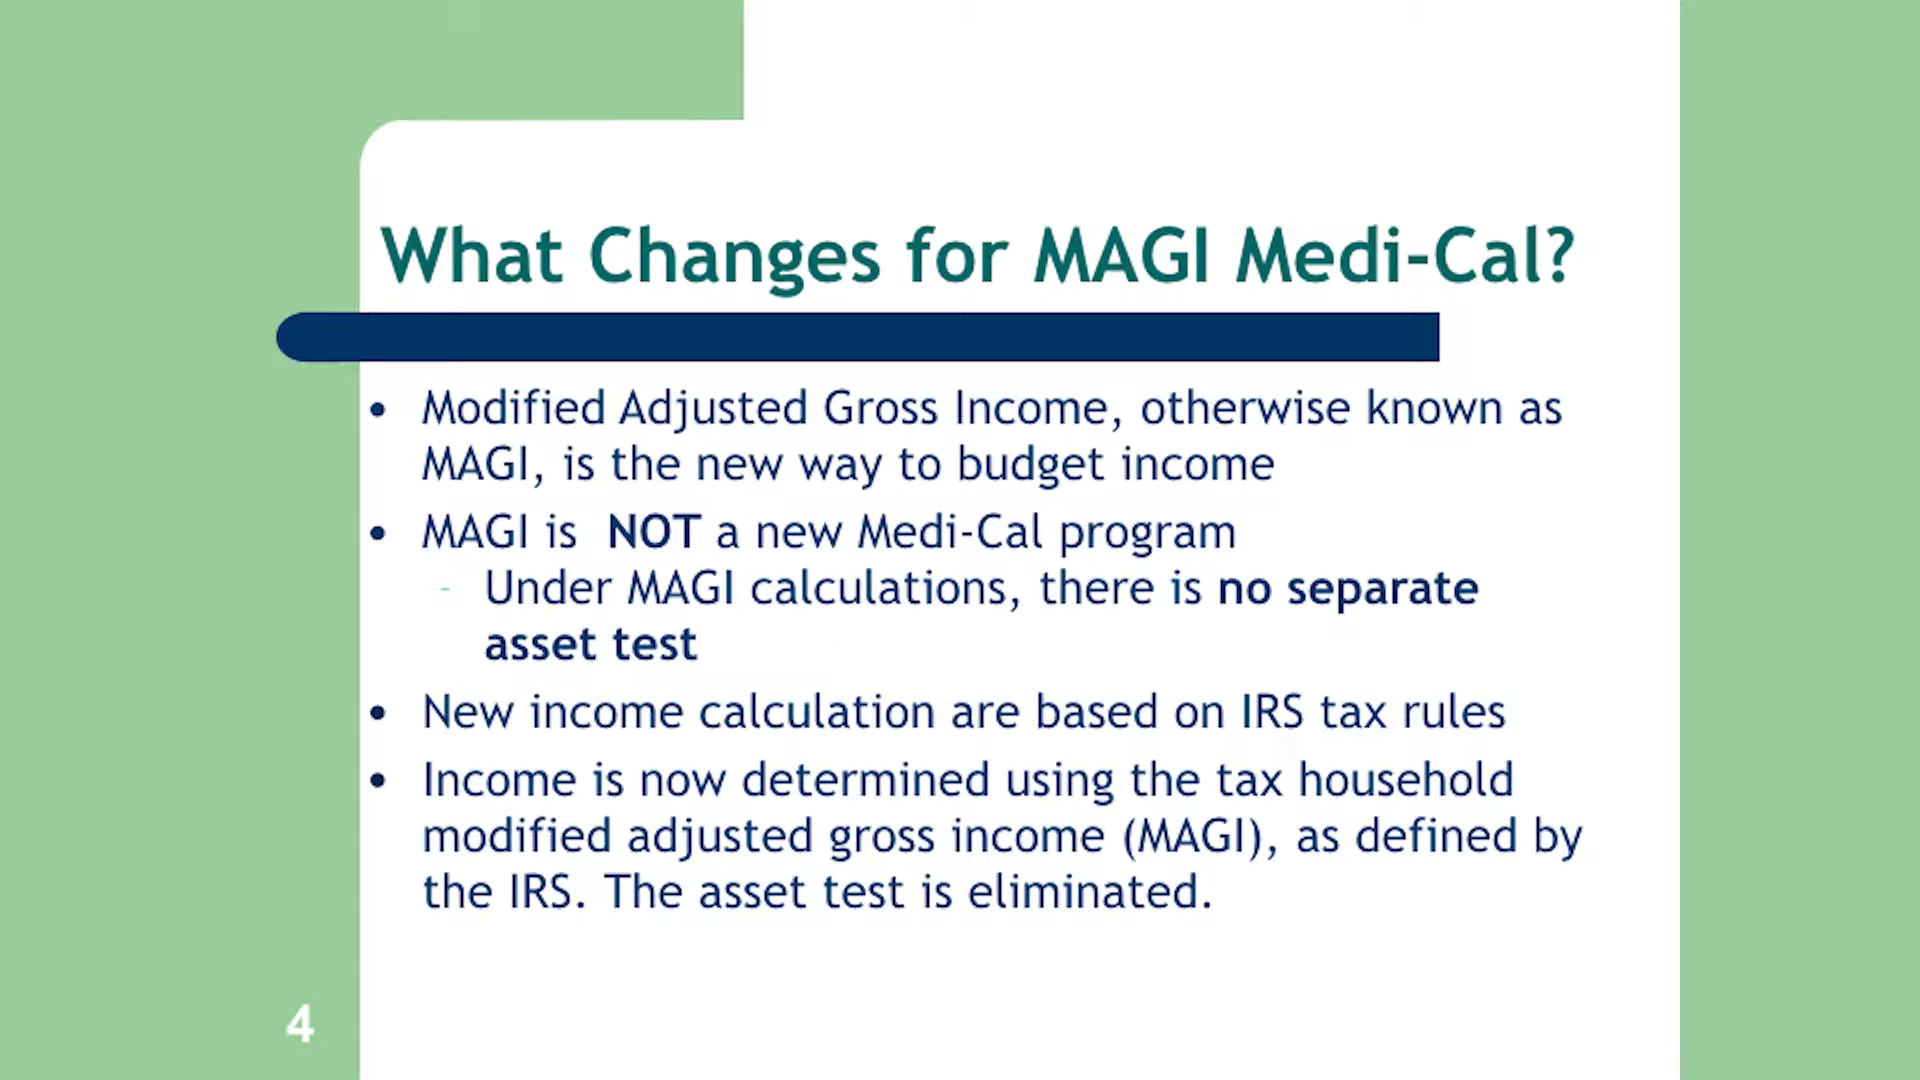 What Changes for MAGI Medi-Cal?
• Modified Adjusted Gross Income, otherwise known as
MAGI, is the new way to budget income
• MAGI is NOT a new Medi-Cal program
- Under MAGI calculations, there is no separate
asset test
• New income calculation are based on IRS tax rules
• Income is now determined using the tax household
modified adjusted gross income (MAGI), as defined by
the IRS. The asset test is eliminated.
4